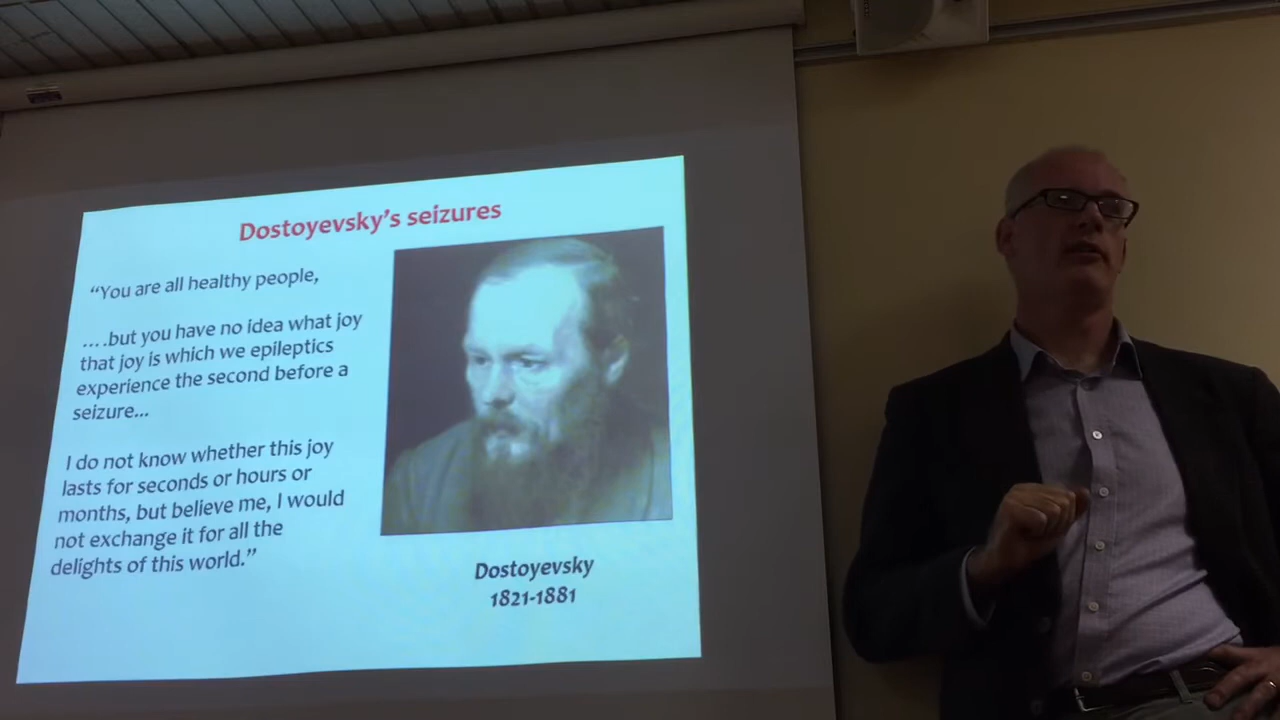 Dostoyevsky's seizures
“You are all healthy people,
....but you have no idea what joy
that joy is which we epileptics
experience the second before a
seizure...
I do not know whether this joy
lasts for seconds or hours or
months, but believe me, I would
not exchange it for all the
delights of this world.”
Dostoyevsky
1821-1881